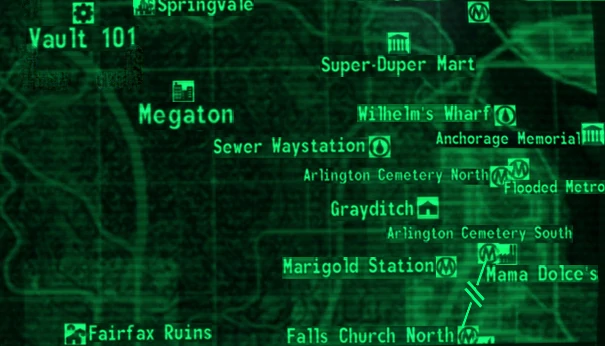 Springvale
Vault 101
Super-Duper Mart
Megaton
Wilhelm's Wharf
Anchorage Memorial
Sewer Waystation
Arlington Cemetery North
Flooded Metro
Grayditch
Arlington Cemetery South
Marigold Station
Mama Dolce's
Fairfax Ruins
Falls Church North